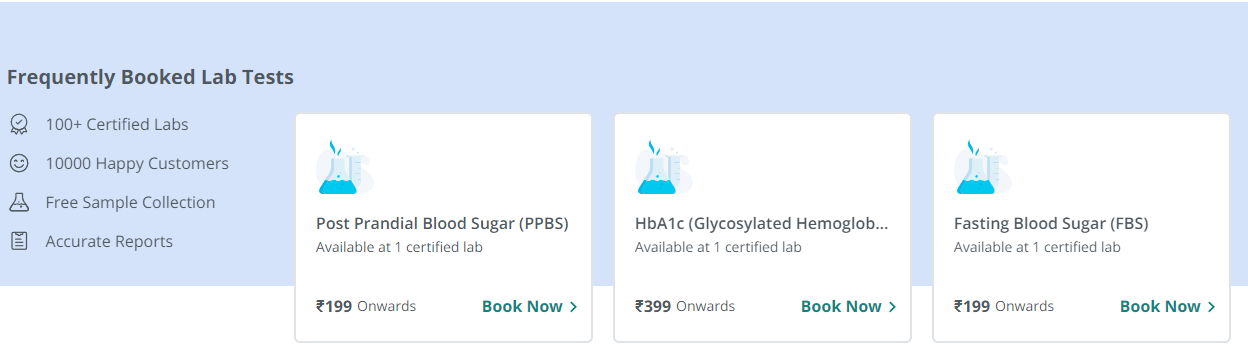 Frequently Booked Lab Tests
100+ Certified Labs
10000 Happy Customers
Free Sample Collection
Accurate Reports
Post Prandial Blood Sugar (PPBS)
Available at 1 certified lab
₹199 Onwards
Book Now
HbA1c (Glycosylated Hemoglob...
Available at 1 certified lab
₹399 Onwards
Book Now
Fasting Blood Sugar (FBS)
Available at 1 certified lab
₹199 Onwards
Book Now